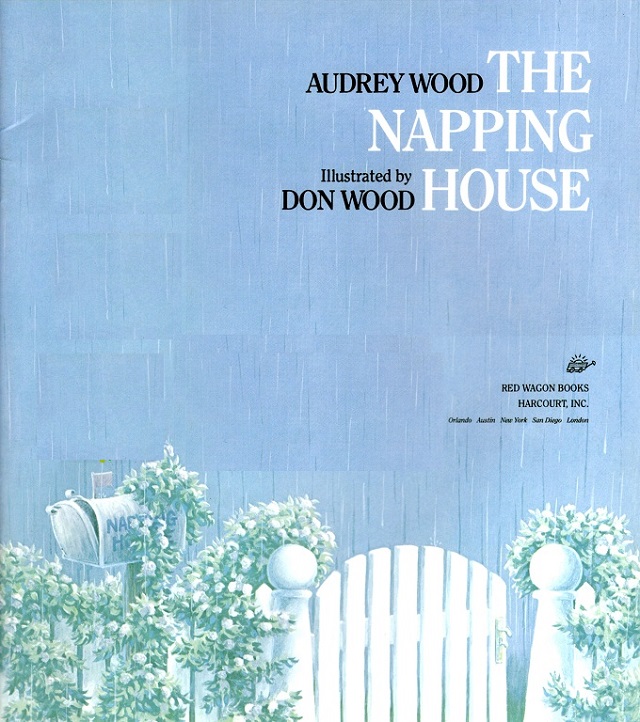 AUDREY WOOD THE
NAPPING
Illustrated by
DON WOOD HOUSE
RED WAGON BOOKS
HARCOURT, INC.
Orlando Austin New York San Diego London
NAPPING